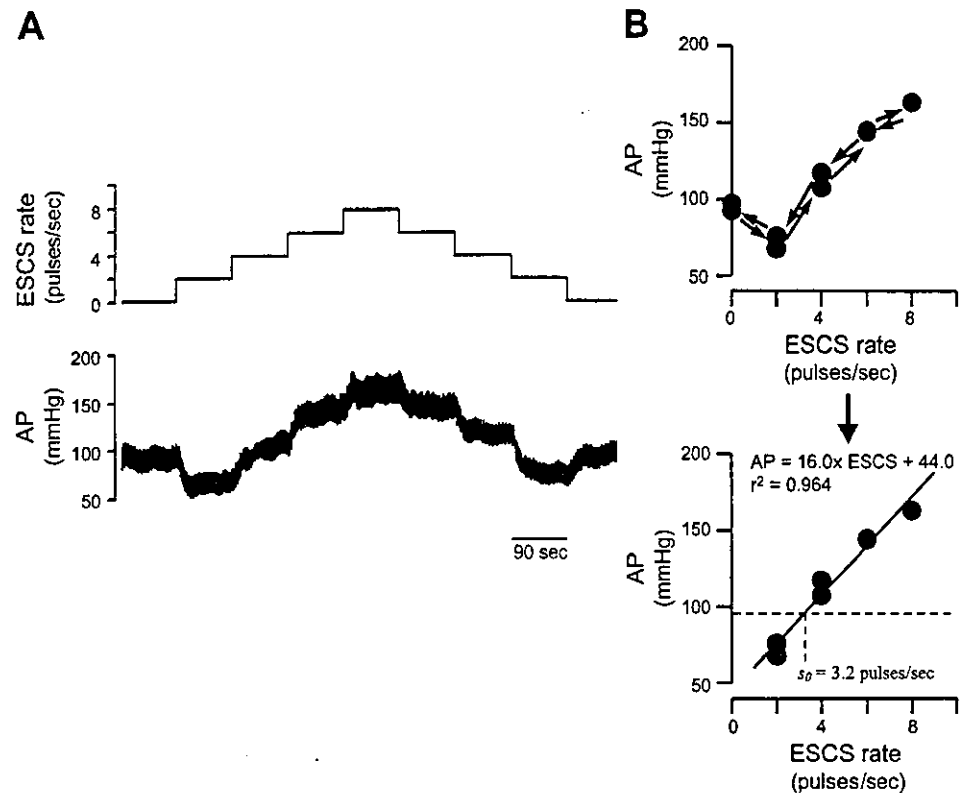 A
ESCS rate
(pulses/sec)
8
4
0
AP
(mmHg)
200
150
100
50
90 sec
B
AP
(mmHg)
200
150
100
50
0
4
8
ESCS rate
(pulses/sec)
AP = 16.0x ESCS + 44.0
r² = 0.964
AP
(mmHg)
200
150
100
50
s₀ = 3.2 pulses/sec
0
4
8
ESCS rate
(pulses/sec)